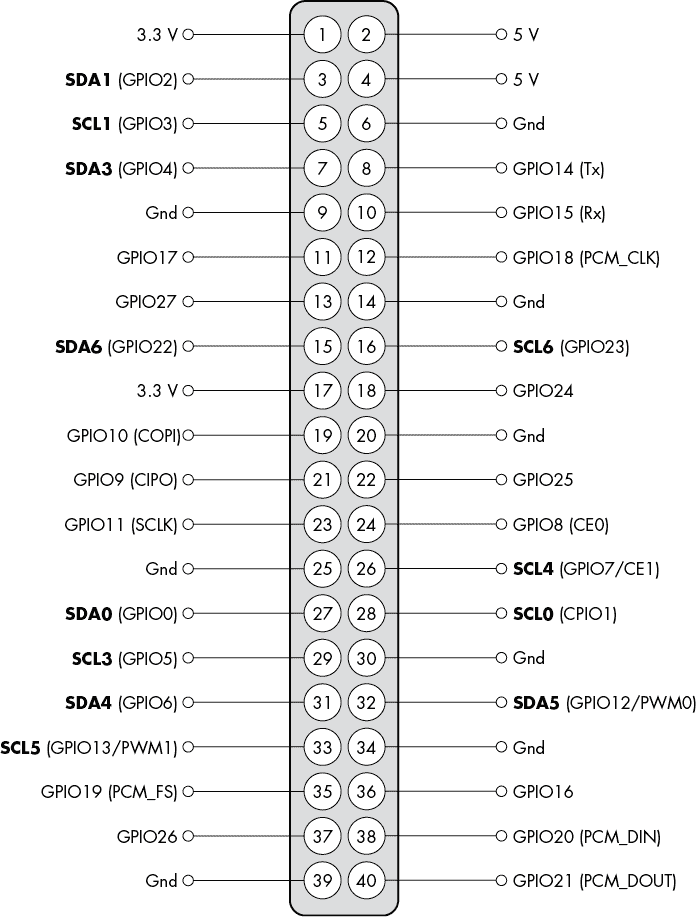 3.3 V 1 2 5 V
SDA1 (GPIO2) 3 4 5 V
SCL1 (GPIO3) 5 6 Gnd
SDA3 (GPIO4) 7 8 GPIO14 (Tx)
Gnd 9 10 GPIO15 (Rx)
GPIO17 11 12 GPIO18 (PCM_CLK)
GPIO27 13 14 Gnd
SDA6 (GPIO22) 15 16 SCL6 (GPIO23)
3.3 V 17 18 GPIO24
GPIO10 (COPI) 19 20 Gnd
GPIO9 (CIPO) 21 22 GPIO25
GPIO11 (SCLK) 23 24 GPIO8 (CE0)
Gnd 25 26 SCL4 (GPIO7/CE1)
SDA0 (GPIO0) 27 28 SCL0 (CPIO1)
SCL3 (GPIO5) 29 30 Gnd
SDA4 (GPIO6) 31 32 SDA5 (GPIO12/PWM0)
SCL5 (GPIO13/PWM1) 33 34 Gnd
GPIO19 (PCM_FS) 35 36 GPIO16
GPIO26 37 38 GPIO20 (PCM_DIN)
Gnd 39 40 GPIO21 (PCM_DOUT)